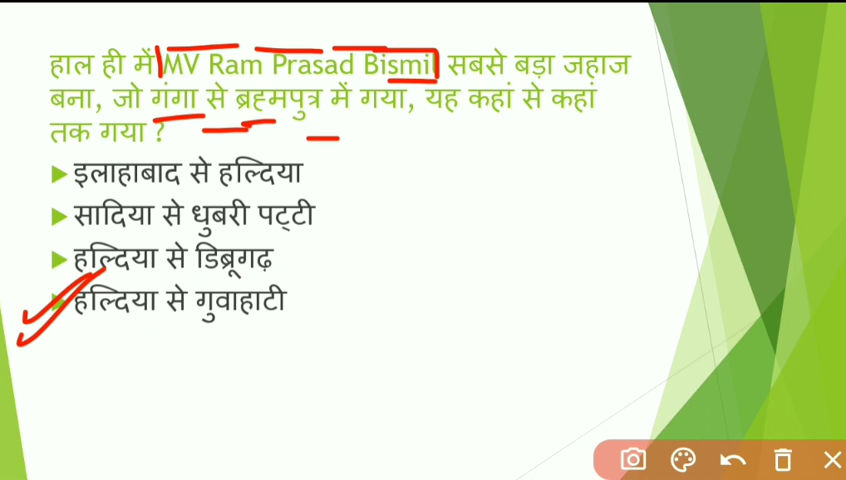 हाल ही में MV Ram Prasad Bismil सबसे बड़ा जहाज
बना, जो गंगा से ब्रह्मपुत्र में गया, यह कहां से कहां
तक गया ?
इलाहाबाद से हल्दिया
सादिया से धुबरी पट्टी
हल्दिया से डिब्रूगढ़
हल्दिया से गुवाहाटी